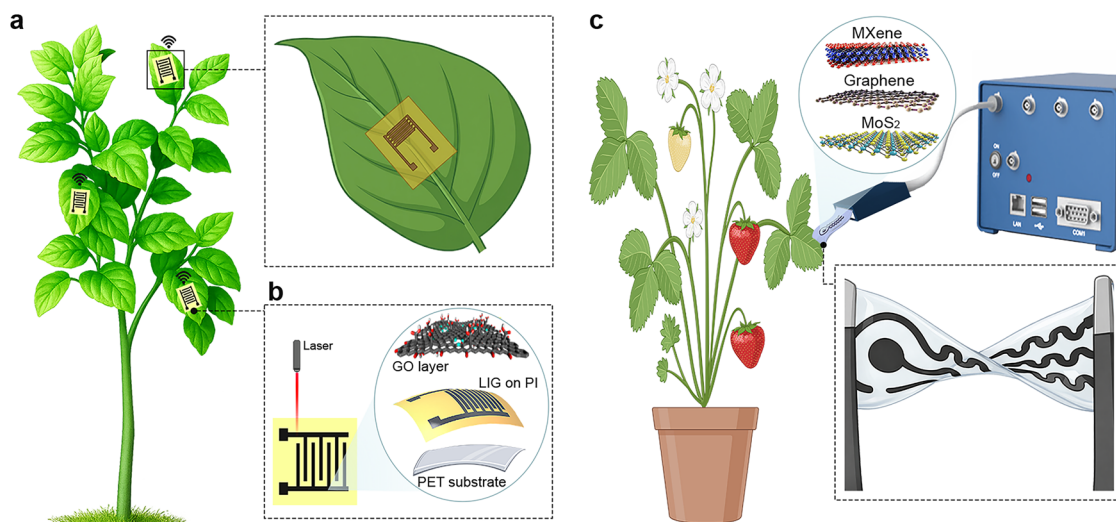 a
b
Laser
GO layer
LIG on PI
PET substrate
c
MXene
Graphene
MoS2
ON
OFF
LAN
COM1